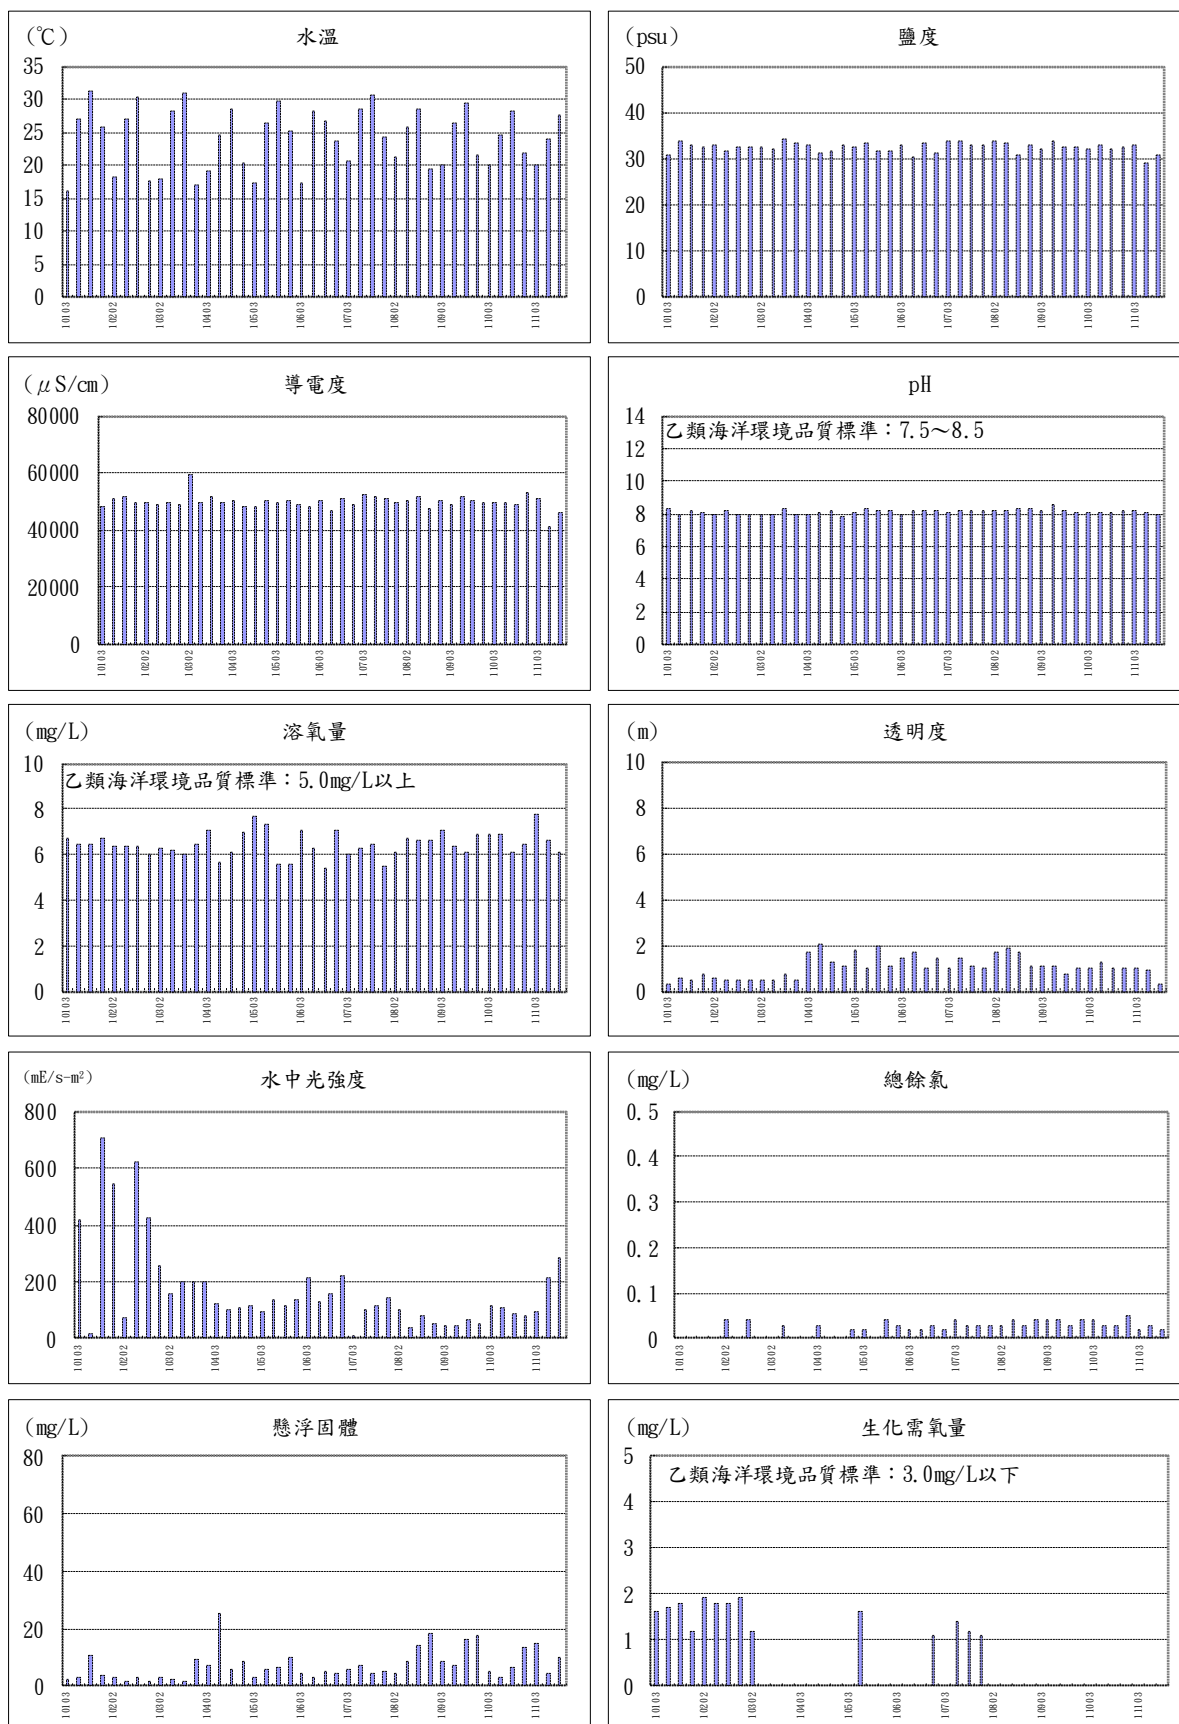 (℃) 水溫
35
30
25
20
15
10
5
0
10103 10202 10302 10403 10503 10603 10703 10802 10903 11003 11103
(psu) 鹽度
50
40
30
20
10
0
10103 10202 10302 10403 10503 10603 10703 10802 10903 11003 11103
(μS/cm) 導電度
80000
60000
40000
20000
0
10103 10202 10302 10403 10503 10603 10703 10802 10903 11003 11103
pH
14
乙類海洋環境品質標準：7.5～8.5
12
10
8
6
4
2
0
10103 10202 10302 10403 10503 10603 10703 10802 10903 11003 11103
(mg/L) 溶氧量
10
乙類海洋環境品質標準：5.0mg/L以上
8
6
4
2
0
10103 10202 10302 10403 10503 10603 10703 10802 10903 11003 11103
(m) 透明度
10
8
6
4
2
0
10103 10202 10302 10403 10503 10603 10703 10802 10903 11003 11103
(mE/s-m²) 水中光強度
800
600
400
200
0
10103 10202 10302 10403 10503 10603 10703 10802 10903 11003 11103
(mg/L) 總餘氯
0.5
0.4
0.3
0.2
0.1
0
10103 10202 10302 10403 10503 10603 10703 10802 10903 11003 11103
(mg/L) 懸浮固體
80
60
40
20
0
10103 10202 10302 10403 10503 10603 10703 10802 10903 11003 11103
(mg/L) 生化需氧量
5
乙類海洋環境品質標準：3.0mg/L以下
4
3
2
1
0
10103 10202 10302 10403 10503 10603 10703 10802 10903 11003 11103